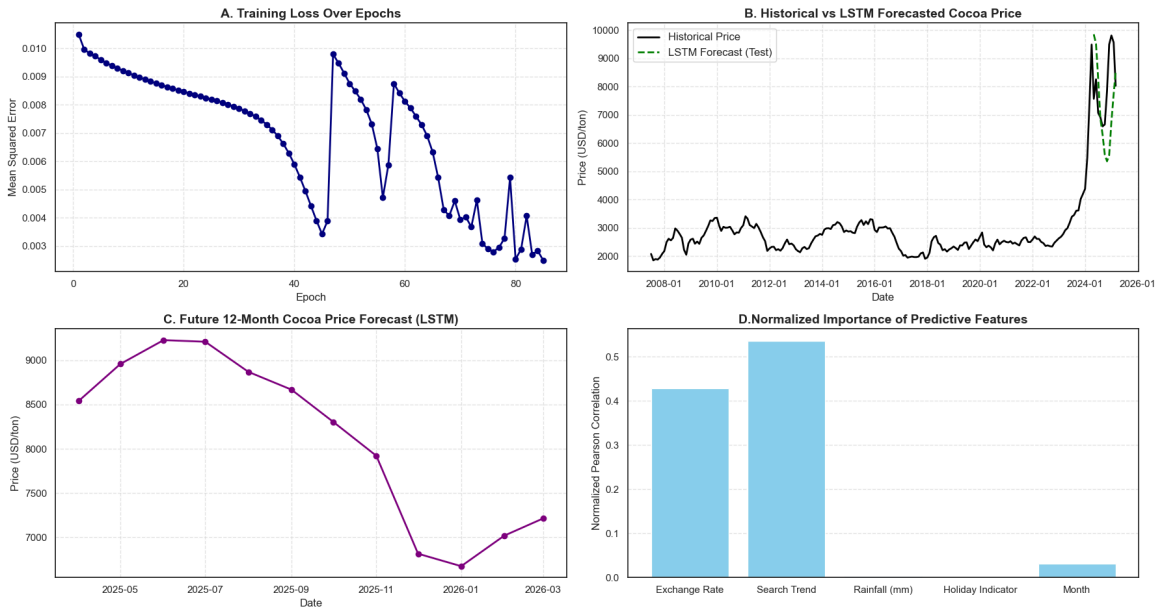 A. Training Loss Over Epochs
0.010
0.009
0.008
0.007
0.006
0.005
0.004
0.003
Mean Squared Error
0
20
40
60
80
Epoch
B. Historical vs LSTM Forecasted Cocoa Price
Historical Price
LSTM Forecast (Test)
10000
9000
8000
7000
6000
5000
4000
3000
2000
Price (USD/ton)
2008-01
2010-01
2012-01
2014-01
2016-01
2018-01
2020-01
2022-01
2024-01
2026-01
Date
C. Future 12-Month Cocoa Price Forecast (LSTM)
9000
8500
8000
7500
7000
Price (USD/ton)
2025-05
2025-07
2025-09
2025-11
2026-01
2026-03
Date
D.Normalized Importance of Predictive Features
0.5
0.4
0.3
0.2
0.1
0.0
Normalized Pearson Correlation
Exchange Rate
Search Trend
Rainfall (mm)
Holiday Indicator
Month